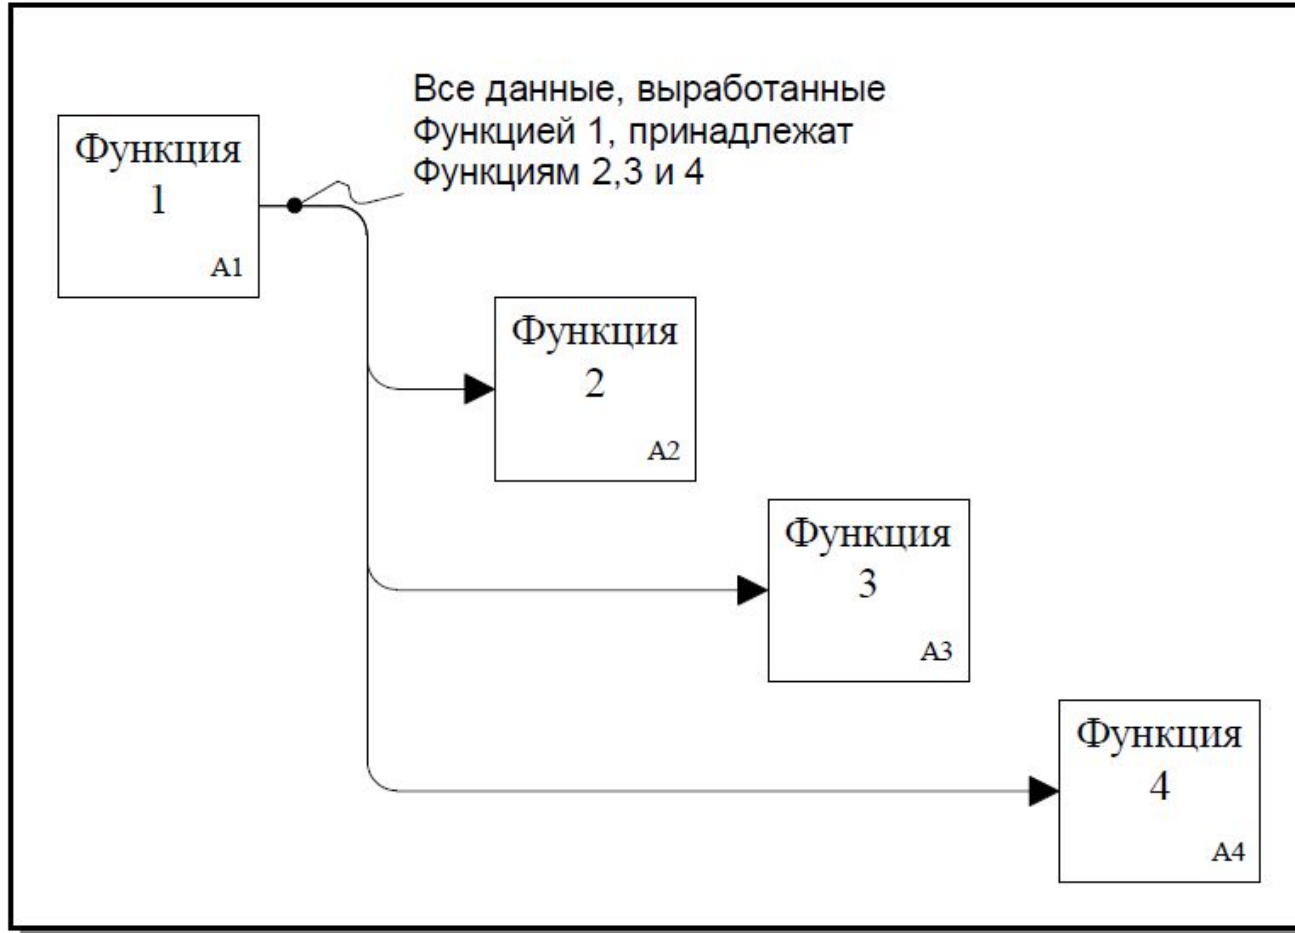 Все данные, выработанные
Функцией 1, принадлежат
Функциям 2,3 и 4
Функция
1
A1
Функция
2
A2
Функция
3
A3
Функция
4
A4